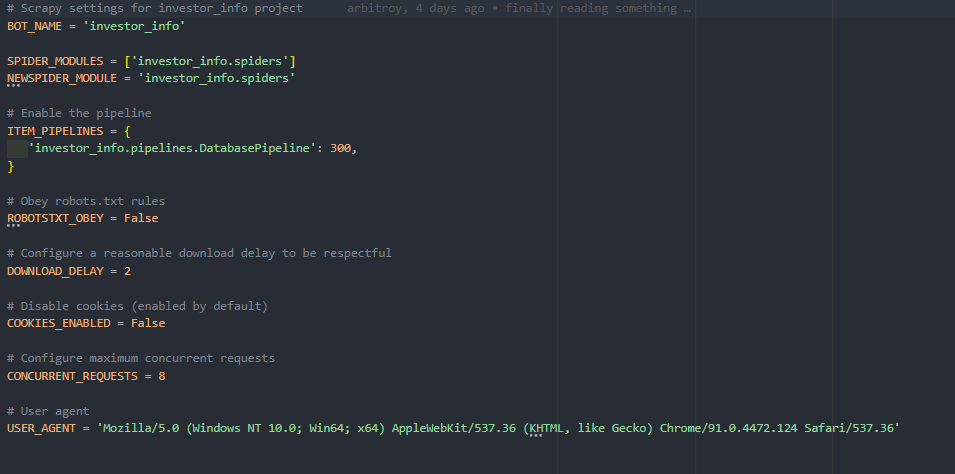 # Scrapy settings for investor_info project arbitroy, 4 days ago • finally reading something …
BOT_NAME = 'investor_info'
SPIDER_MODULES = ['investor_info.spiders']
NEWSPIDER_MODULE = 'investor_info.spiders'
# Enable the pipeline
ITEM_PIPELINES = {
'investor_info.pipelines.DatabasePipeline': 300,
}
# Obey robots.txt rules
ROBOTSTXT_OBEY = False
# Configure a reasonable download delay to be respectful
DOWNLOAD_DELAY = 2
# Disable cookies (enabled by default)
COOKIES_ENABLED = False
# Configure maximum concurrent requests
CONCURRENT_REQUESTS = 8
# User agent
USER_AGENT = 'Mozilla/5.0 (Windows NT 10.0; Win64; x64) AppleWebKit/537.36 (KHTML, like Gecko) Chrome/91.0.4472.124 Safari/537.36'